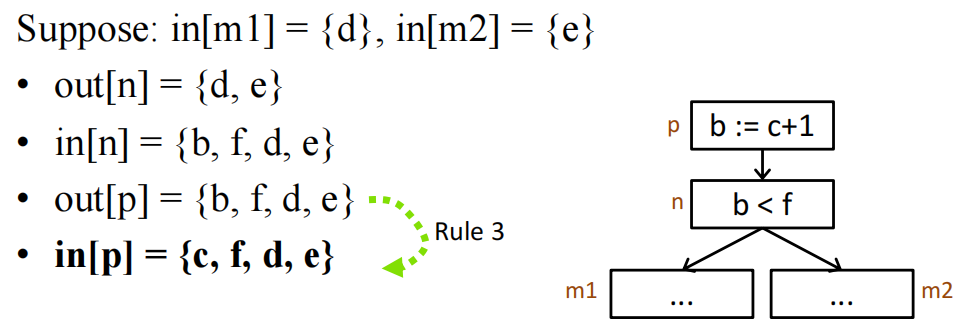 Suppose: in[m1] = {d}, in[m2] = {e}
• out[n] = {d, e}
• in[n] = {b, f, d, e}
• out[p] = {b, f, d, e}
• in[p] = {c, f, d, e}
Rule 3
p
b := c+1
n
b < f
m1
...
...
m2